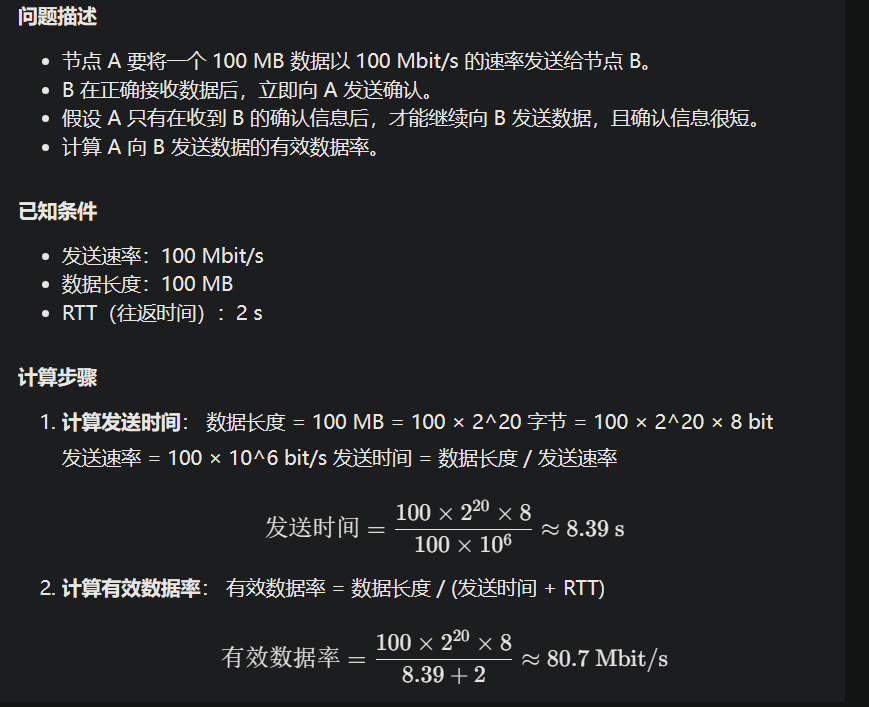 问题描述
• 节点 A 要将一个 100 MB 数据以 100 Mbit/s 的速率发送给节点 B。
• B 在正确接收数据后，立即向 A 发送确认。
• 假设 A 只有在收到 B 的确认信息后，才能继续向 B 发送数据，且确认信息很短。
• 计算 A 向 B 发送数据的有效数据率。
已知条件
• 发送速率：100 Mbit/s
• 数据长度：100 MB
• RTT（往返时间）：2 s
计算步骤
1. 计算发送时间： 数据长度 = 100 MB = 100 × 2^20 字节 = 100 × 2^20 × 8 bit
发送速率 = 100 × 10^6 bit/s 发送时间 = 数据长度 / 发送速率
发送时间 = \frac{100 × 2^{20} × 8}{100 × 10^6} ≈ 8.39 s
2. 计算有效数据率： 有效数据率 = 数据长度 / (发送时间 + RTT)
有效数据率 = \frac{100 × 2^{20} × 8}{8.39 + 2} ≈ 80.7 Mbit/s